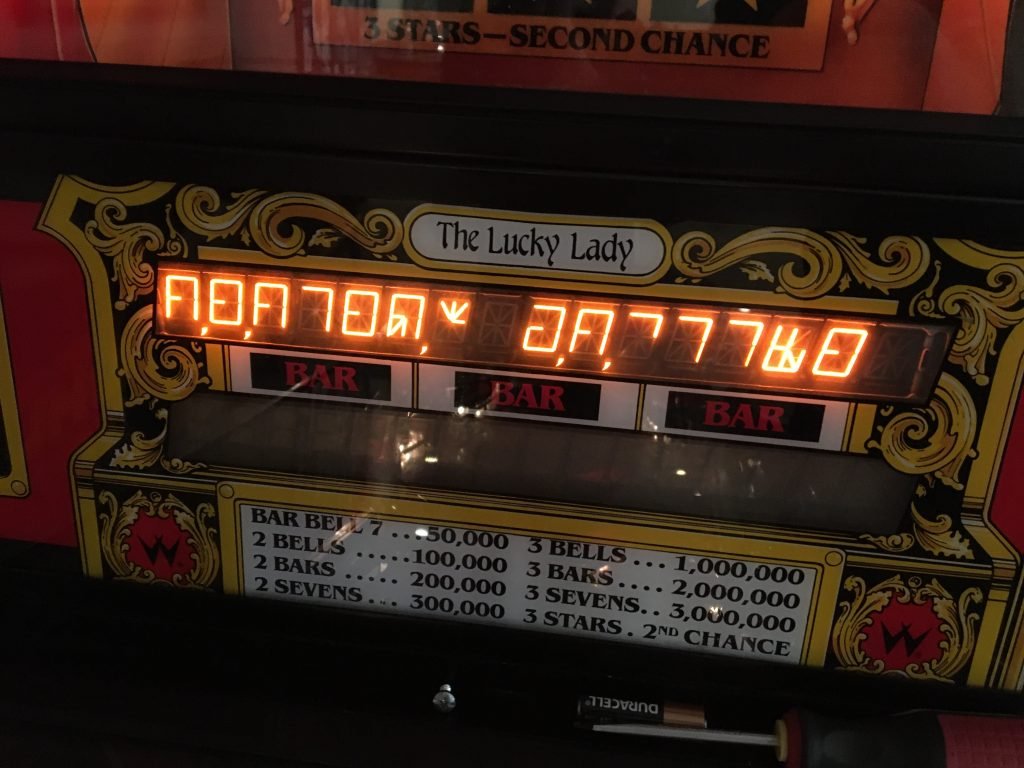 3 STARS—SECOND CHANCE
The Lucky Lady
BAR BAR BAR
BAR BELL 7 ... 50,000
2 BELLS ..... 100,000
2 BARS ..... 200,000
2 SEVENS ... 300,000
3 BELLS ... 1,000,000
3 BARS .... 2,000,000
3 SEVENS.. 3,000,000
3 STARS . 2ND CHANCE
W W
DURACELL